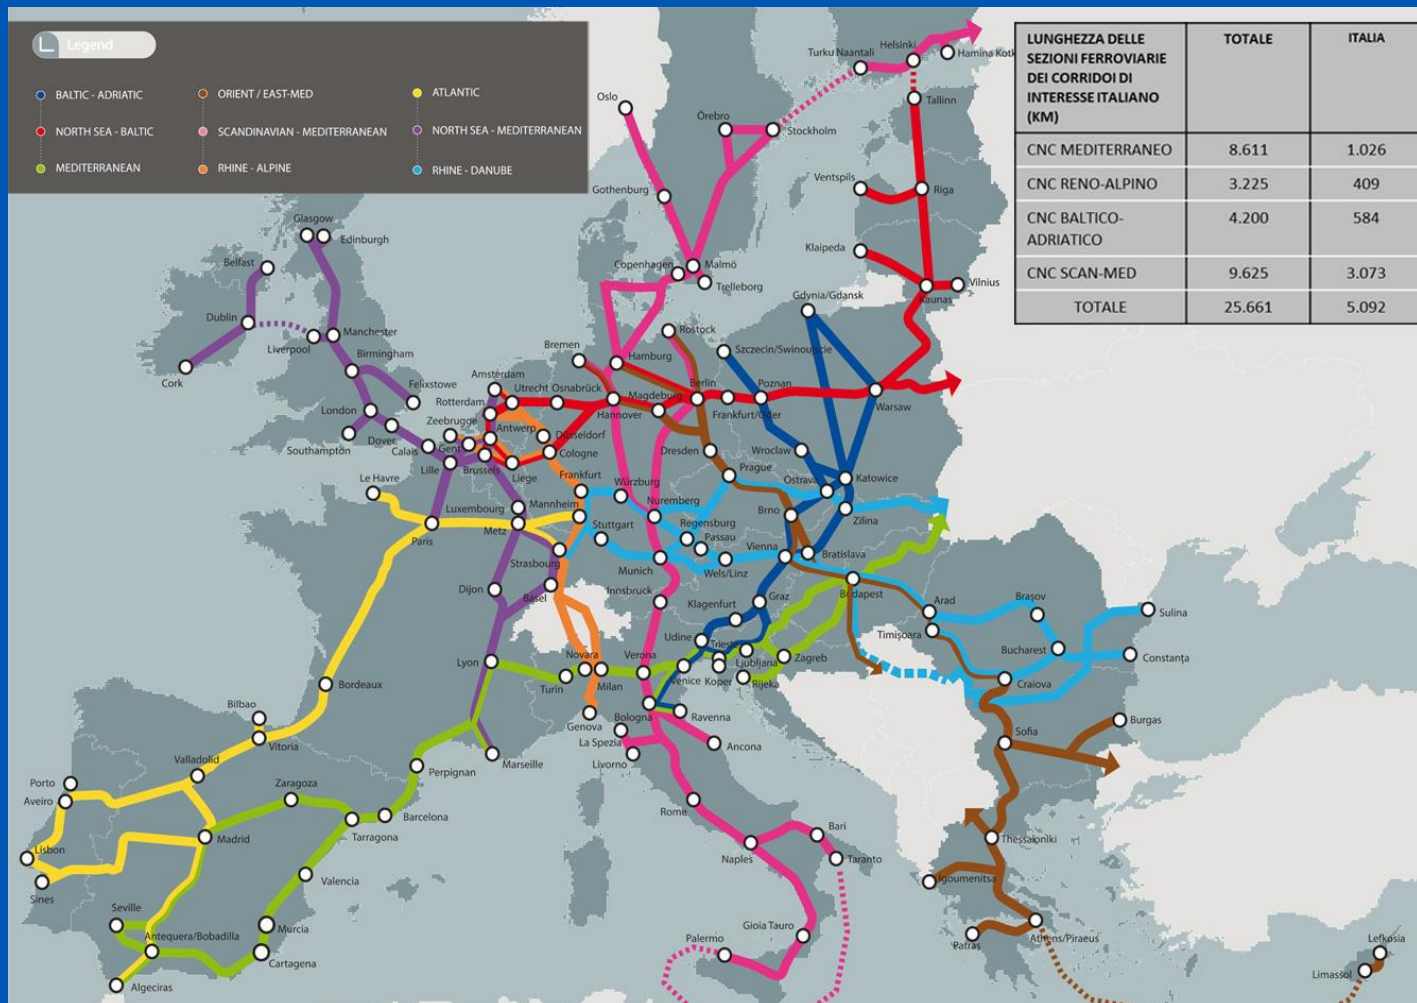 Legend
BALTIC - ADRIATIC
ORIENT / EAST-MED
ATLANTIC
NORTH SEA - BALTIC
SCANDINAVIAN - MEDITERRANEAN
NORTH SEA - MEDITERRANEAN
MEDITERRANEAN
RHINE - ALPINE
RHINE - DANUBE
LUNGHEZZA DELLE
SEZIONI FERROVIARIE
DEI CORRIDOI DI
INTERESSE ITALIANO
(KM)
TOTALE
ITALIA
CNC MEDITERRANEO
8.611
1.026
CNC RENO-ALPINO
3.225
409
CNC BALTICO-
ADRIATICO
4.200
584
CNC SCAN-MED
9.625
3.073
TOTALE
25.661
5.092
Helsinki
Turku Naantali
Hamina Kotk
Oslo
Tallinn
Örebro
Stockholm
Ventspils
Riga
Gothenburg
Glasgow
Edinburgh
Klaipeda
Belfast
Copenhagen
Malmö
Trelleborg
Vilnius
Kaunas
Gdynia/Gdansk
Dublin
Liverpool
Manchester
Rostock
Bremen
Szczecin/Swinoujscie
Birmingham
Hamburg
Cork
Felixstowe
Amsterdam
Utrecht
Osnabrück
Magdeburg
Berlin
Poznan
Rotterdam
Warsaw
London
Zeebrugge
Hannover
Frankfurt/Oder
Antwerp
Düsseldorf
Southampton
Dover
Calais
Gent
Cologne
Dresden
Wroclaw
Lille
Brussels
Liege
Prague
Le Havre
Frankfurt
Würzburg
Ostrava
Katowice
Luxembourg
Mannheim
Nuremberg
Brno
Zilina
Paris
Metz
Stuttgart
Regensburg
Passau
Vienna
Bratislava
Strasbourg
Munich
Wels/Linz
Dijon
Basel
Innsbruck
Budapest
Klagenfurt
Graz
Arad
Braşov
Sulina
Timişoara
Udine
Trieste
Bucharest
Lyon
Novara
Verona
Ljubljana
Zagreb
Constanţa
Turin
Milan
Venice
Koper
Rijeka
Craiova
Bordeaux
Genova
Bologna
Ravenna
Bilbao
Burgas
La Spezia
Ancona
Sofia
Vitoria
Livorno
Marseille
Valladolid
Perpignan
Porto
Zaragoza
Aveiro
Rome
Barcelona
Tarragona
Madrid
Bari
Thessaloniki
Lisbon
Naples
Taranto
Valencia
Igoumenitsa
Sines
Seville
Antequera/Bobadilla
Murcia
Gioia Tauro
Patras
Athens/Piraeus
Palermo
Lefkosia
Cartagena
Limassol
Algeciras